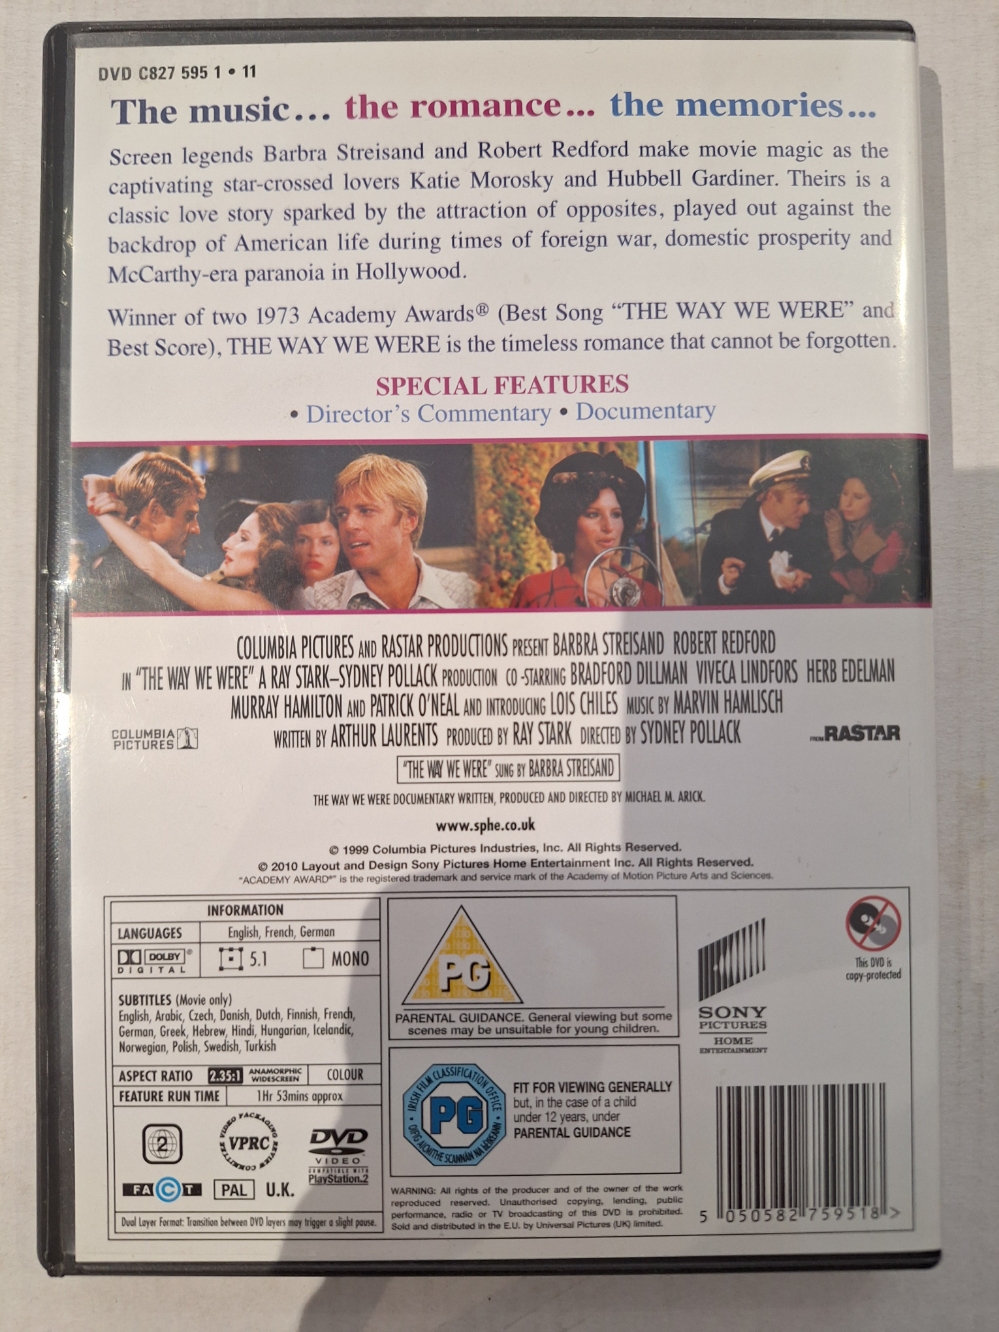 DVD C827 595 1 • 11
The music... the romance... the memories...
Screen legends Barbra Streisand and Robert Redford make movie magic as the
captivating star-crossed lovers Katie Morosky and Hubbell Gardiner. Theirs is a
classic love story sparked by the attraction of opposites, played out against the
backdrop of American life during times of foreign war, domestic prosperity and
McCarthy-era paranoia in Hollywood.
Winner of two 1973 Academy Awards® (Best Song “THE WAY WE WERE” and
Best Score), THE WAY WE WERE is the timeless romance that cannot be forgotten.
SPECIAL FEATURES
• Director's Commentary • Documentary
COLUMBIA PICTURES AND RASTAR PRODUCTIONS PRESENT BARBRA STREISAND ROBERT REDFORD
IN "THE WAY WE WERE" A RAY STARK–SYDNEY POLLACK PRODUCTION CO-STARRING BRADFORD DILLMAN VIVECA LINDFORS HERB EDELMAN
MURRAY HAMILTON AND PATRICK O'NEAL AND INTRODUCING LOIS CHILES MUSIC BY MARVIN HAMLISCH
WRITTEN BY ARTHUR LAURENTS PRODUCED BY RAY STARK DIRECTED BY SYDNEY POLLACK
COLUMBIA
PICTURES
FROM RASTAR
"THE WAY WE WERE" SUNG BY BARBRA STREISAND
THE WAY WE WERE DOCUMENTARY WRITTEN, PRODUCED AND DIRECTED BY MICHAEL M. ARICK.
www.sphe.co.uk
© 1999 Columbia Pictures Industries, Inc. All Rights Reserved.
© 2010 Layout and Design Sony Pictures Home Entertainment Inc. All Rights Reserved.
"ACADEMY AWARD®" is the registered trademark and service mark of the Academy of Motion Picture Arts and Sciences.
INFORMATION
LANGUAGES English, French, German
DOLBY®
DIGITAL
5.1
MONO
SUBTITLES (Movie only)
English, Arabic, Czech, Danish, Dutch, Finnish, French,
German, Greek, Hebrew, Hindi, Hungarian, Icelandic,
Norwegian, Polish, Swedish, Turkish
ASPECT RATIO 2.35:1 ANAMORPHIC WIDESCREEN COLOUR
FEATURE RUN TIME 1Hr 53mins approx
2
VIDEO PACKAGING REVIEW COMMITTEE
VPRC
DVD
VIDEO
COMPATIBLE WITH
PlayStation.2
FACT
PAL
U.K.
Dual Layer Format: Transition between DVD layers may trigger a slight pause.
PG
PARENTAL GUIDANCE. General viewing but some
scenes may be unsuitable for young children.
IRISH FILM CLASSIFICATION OFFICE
PG
OIFIG AICMITHE SCANNÁN NA hÉIREANN
FIT FOR VIEWING GENERALLY
but, in the case of a child
under 12 years, under
PARENTAL GUIDANCE
WARNING: All rights of the producer and of the owner of the work
reproduced reserved. Unauthorised copying, lending, public
performance, radio or TV broadcasting of this DVD is prohibited.
Sold and distributed in the E.U. by Universal Pictures (UK) limited.
SONY
PICTURES
HOME
ENTERTAINMENT
This DVD is
copy-protected
5 050582 759518 >